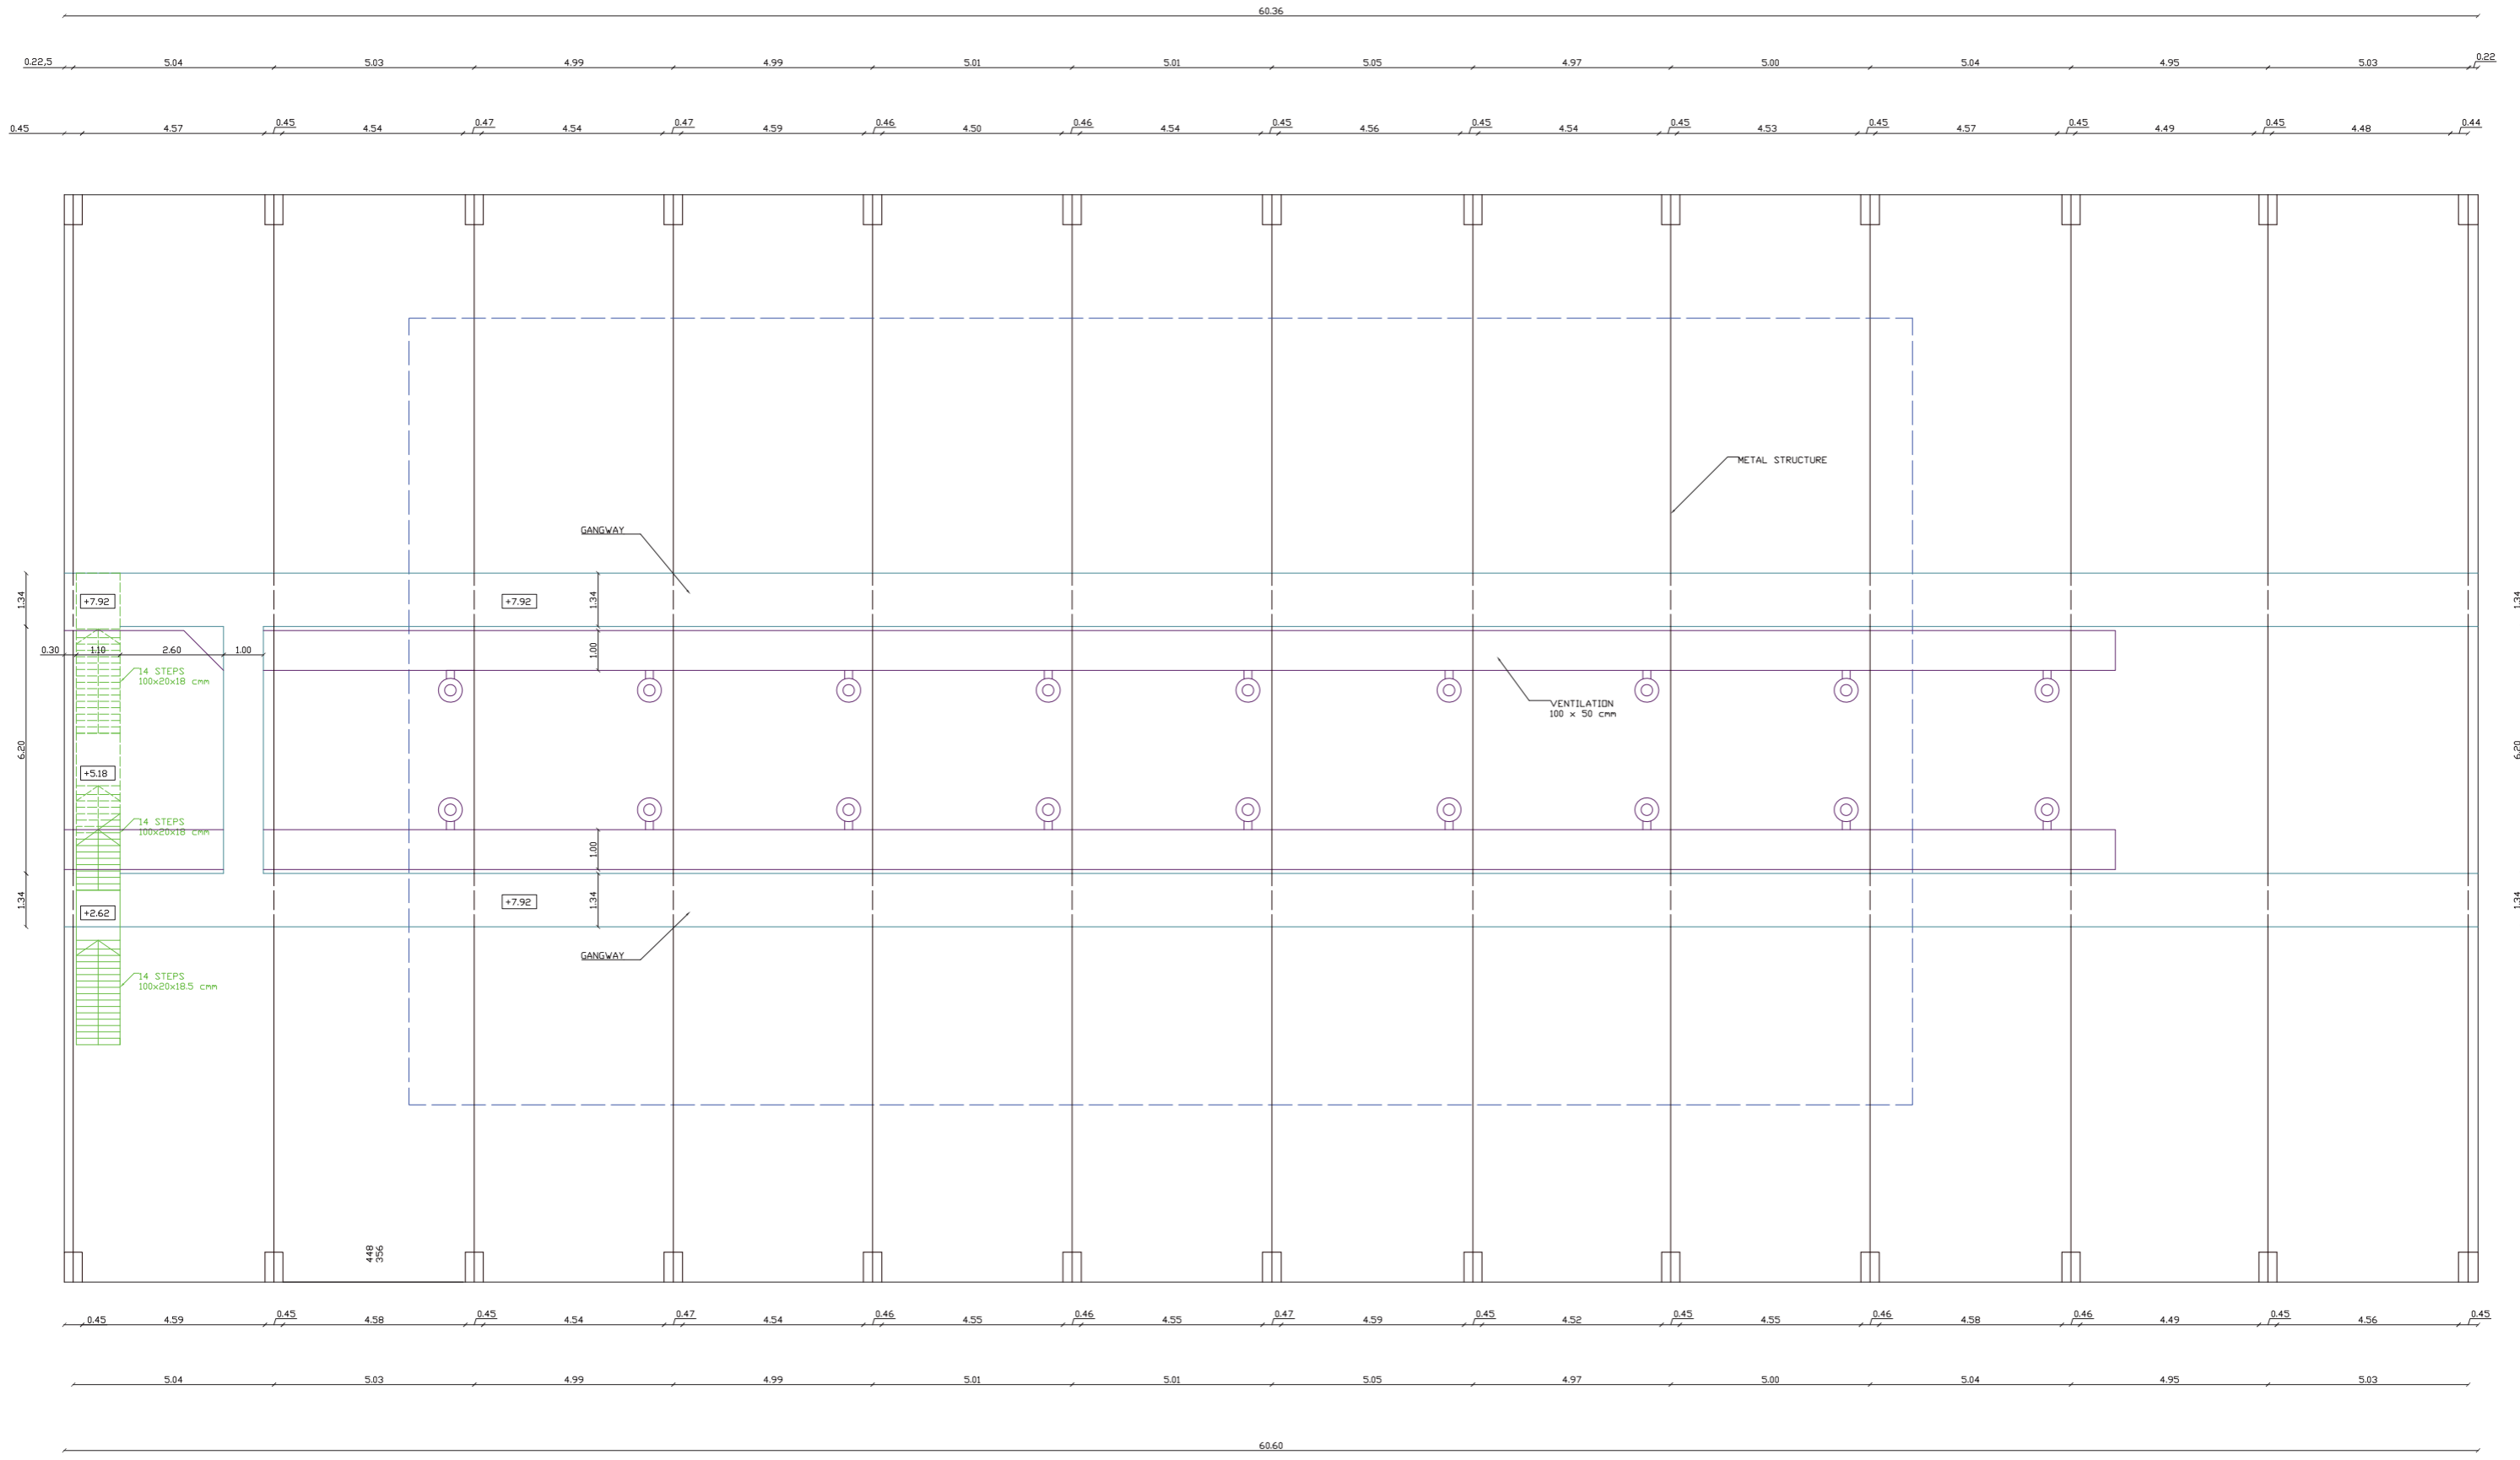 60.36
0.22,5 5.04 5.03 4.99 4.99 5.01 5.01 5.05 4.97 5.00 5.04 4.95 5.03 0.22
0.45 4.57 0.45 4.54 0.47 4.54 0.47 4.59 0.46 4.50 0.46 4.54 0.45 4.56 0.45 4.54 0.45 4.53 0.45 4.57 0.45 4.49 0.45 4.48 0.44
METAL STRUCTURE
GANGWAY
1.34 +7.92 +7.92 1.34 1.34
0.30 1.10 2.60 1.00 1.00
14 STEPS
100x20x18 cmm
VENTILATION
100 x 50 cmm
6.20 6.20
+5.18
14 STEPS
100x20x18 cmm
1.00
1.34 +2.62 +7.92 1.34 1.34
GANGWAY
14 STEPS
100x20x18.5 cmm
448
356
0.45 4.59 0.45 4.58 0.45 4.54 0.47 4.54 0.46 4.55 0.46 4.55 0.47 4.59 0.45 4.52 0.45 4.55 0.46 4.58 0.46 4.49 0.45 4.56 0.45
5.04 5.03 4.99 4.99 5.01 5.01 5.05 4.97 5.00 5.04 4.95 5.03
60.60